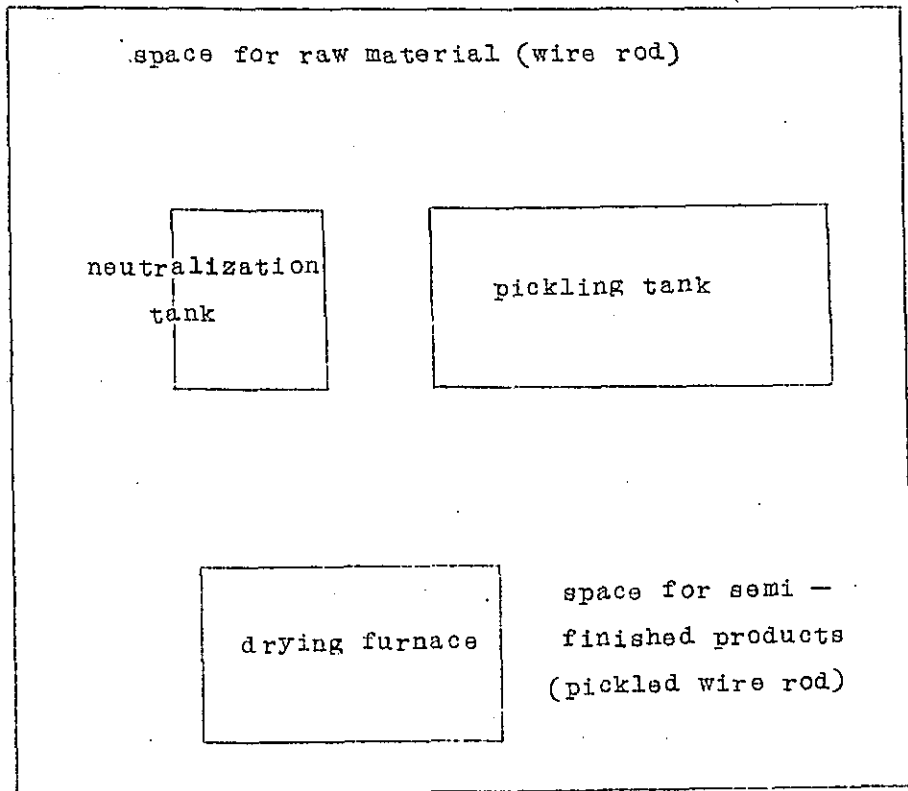 space for raw material (wire rod)
neutralization
tank
pickling tank
drying furnace
space for semi —
finished products
(pickled wire rod)